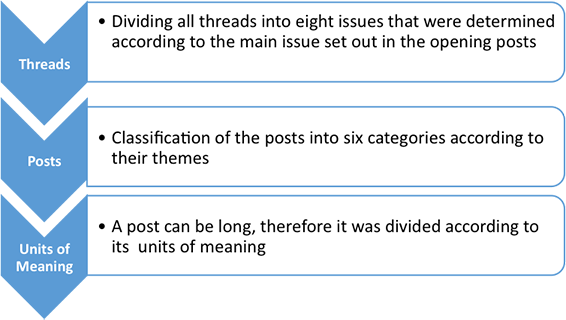 Threads
• Dividing all threads into eight issues that were determined
according to the main issue set out in the opening posts
Posts
• Classification of the posts into six categories according to
their themes
Units of
Meaning
• A post can be long, therefore it was divided according to
its  units of meaning